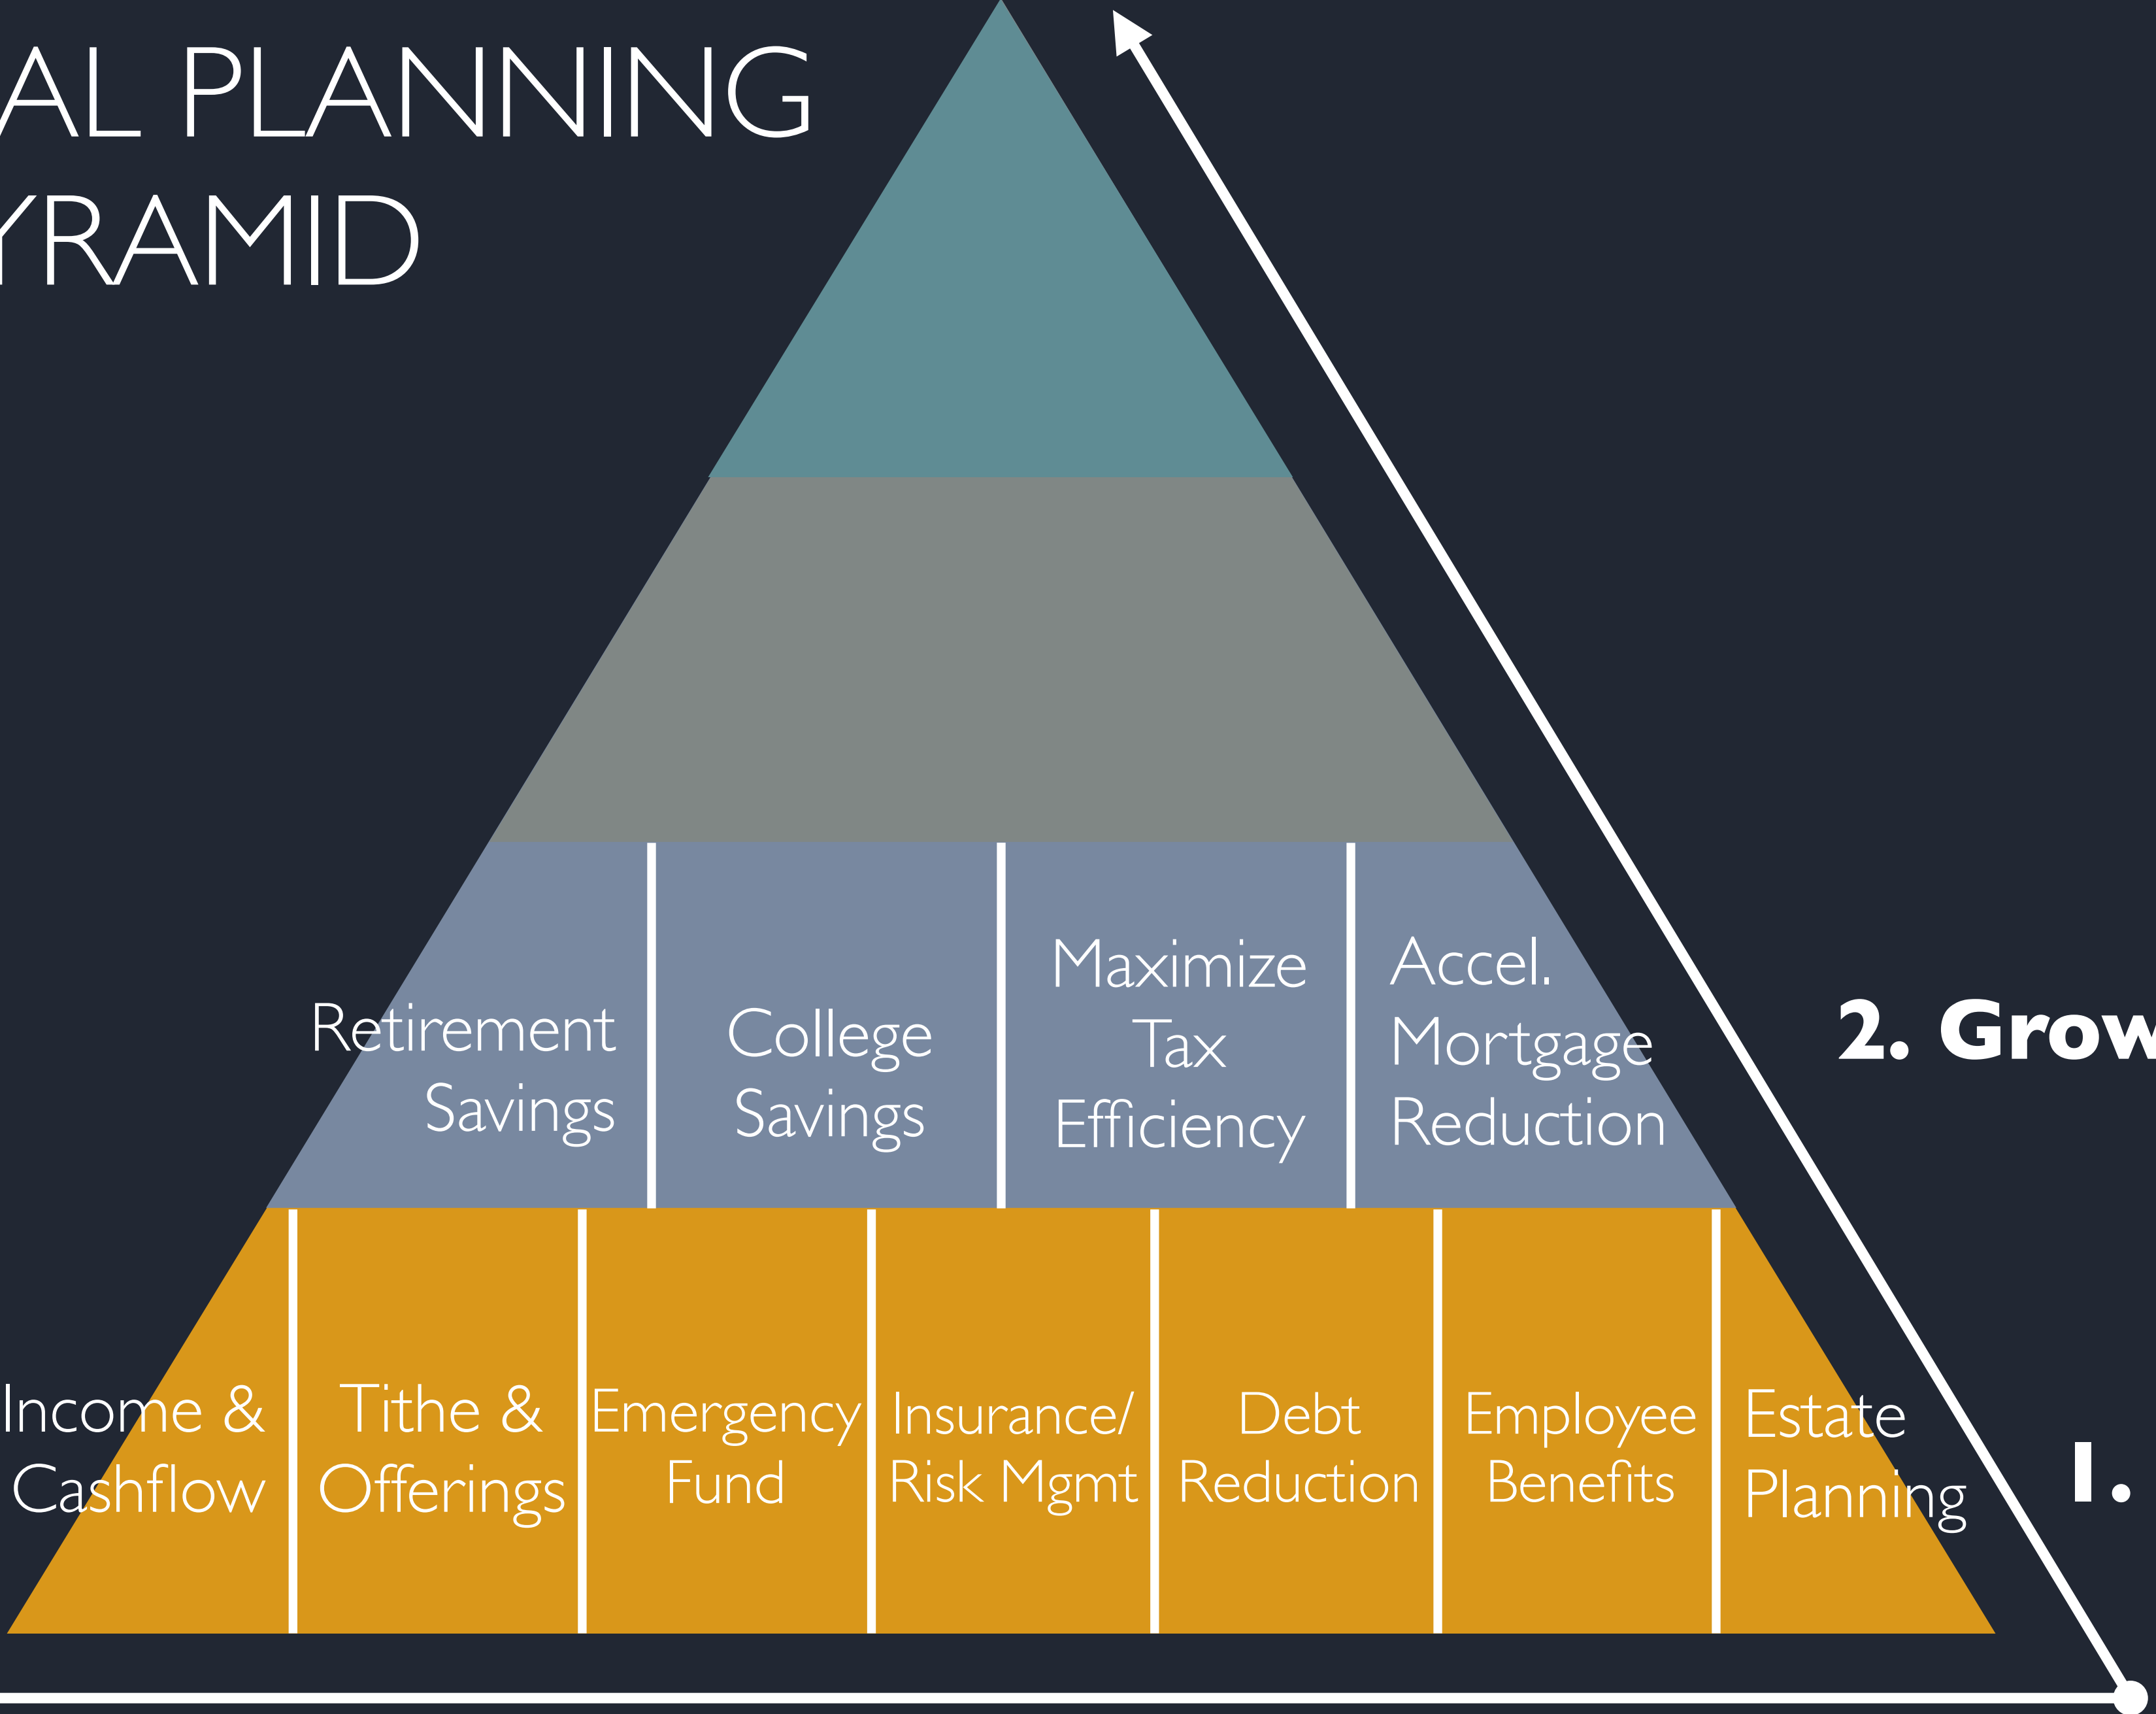 AL PLANNING
YRAMID
Retirement
Savings
College
Savings
Maximize
Tax
Efficiency
Accel.
Mortgage
Reduction
2. Grow
Income &
Cashflow
Tithe &
Offerings
Emergency
Fund
Insurance/
Risk Mgmt
Debt
Reduction
Employee
Benefits
Estate
Planning
1.